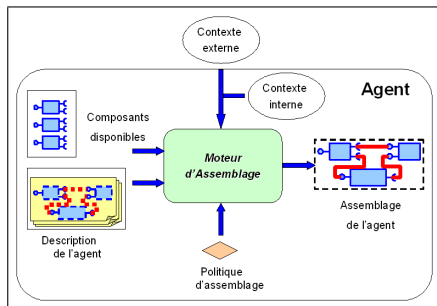 Contexte
externe
Contexte
interne
Agent
Composants
disponibles
Moteur
d'Assemblage
Description
de l'agent
Assemblage
de l'agent
Politique
d'assemblage